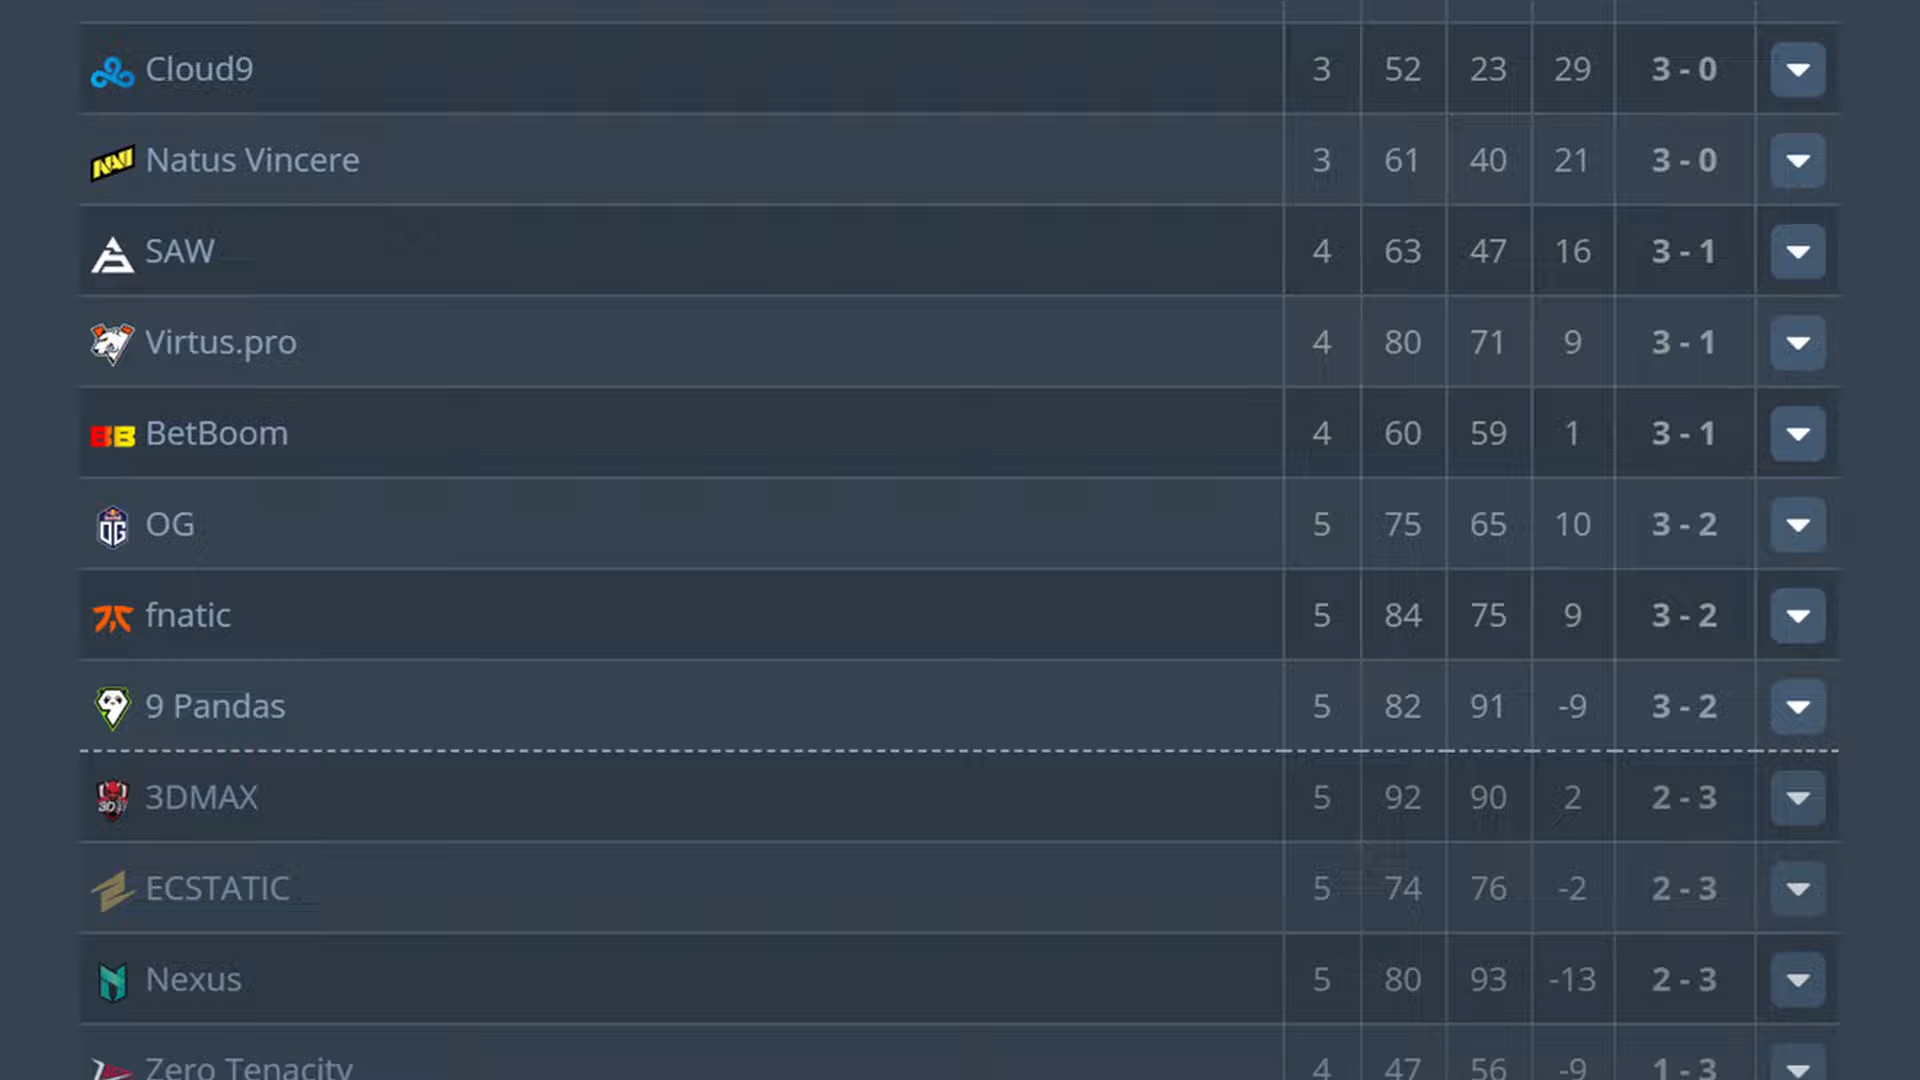 Cloud9 3 52 23 29 3 - 0
Natus Vincere 3 61 40 21 3 - 0
SAW 4 63 47 16 3 - 1
Virtus.pro 4 80 71 9 3 - 1
BetBoom 4 60 59 1 3 - 1
OG 5 75 65 10 3 - 2
fnatic 5 84 75 9 3 - 2
9 Pandas 5 82 91 -9 3 - 2
3DMAX 5 92 90 2 2 - 3
ECSTATIC 5 74 76 -2 2 - 3
Nexus 5 80 93 -13 2 - 3
Zero Tenacity 4 47 56 -9 1 - 3